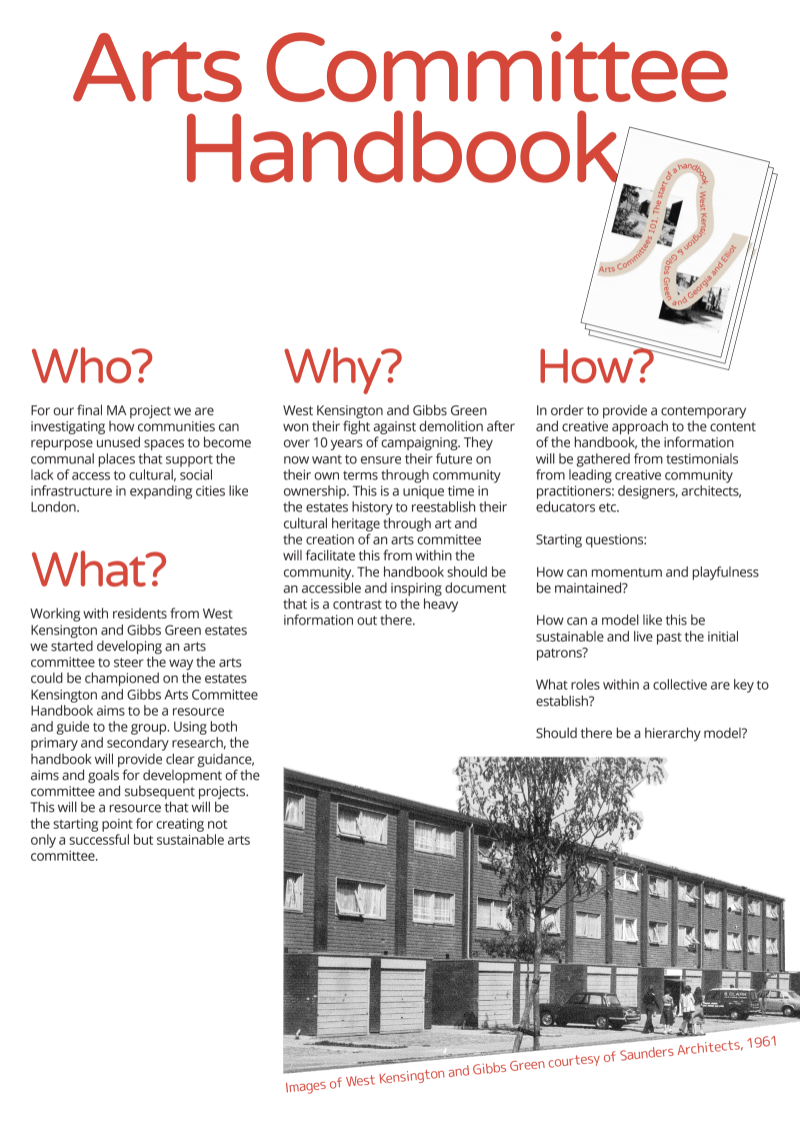 Arts Committee
Handbook
Arts Committees 101. The start of a handbook , West Kensington & Gibbs Green and Georgia and Elliot
Who?
For our final MA project we are
investigating how communities can
repurpose unused spaces to become
communal places that support the
lack of access to cultural, social
infrastructure in expanding cities like
London.
What?
Working with residents from West
Kensington and Gibbs Green estates
we started developing an arts
committee to steer the way the arts
could be championed on the estates
Kensington and Gibbs Arts Committee
Handbook aims to be a resource
and guide to the group. Using both
primary and secondary research, the
handbook will provide clear guidance,
aims and goals for development of the
committee and subsequent projects.
This will be a resource that will be
the starting point for creating not
only a successful but sustainable arts
committee.
Why?
West Kensington and Gibbs Green
won their fight against demolition after
over 10 years of campaigning. They
now want to ensure their future on
their own terms through community
ownership. This is a unique time in
the estates history to reestablish their
cultural heritage through art and
the creation of an arts committee
will facilitate this from within the
community. The handbook should be
an accessible and inspiring document
that is a contrast to the heavy
information out there.
How?
In order to provide a contemporary
and creative approach to the content
of the handbook, the information
will be gathered from testimonials
from leading creative community
practitioners: designers, architects,
educators etc.
Starting questions:
How can momentum and playfulness
be maintained?
How can a model like this be
sustainable and live past the initial
patrons?
What roles within a collective are key to
establish?
Should there be a hierarchy model?
Images of West Kensington and Gibbs Green courtesy of Saunders Architects, 1961